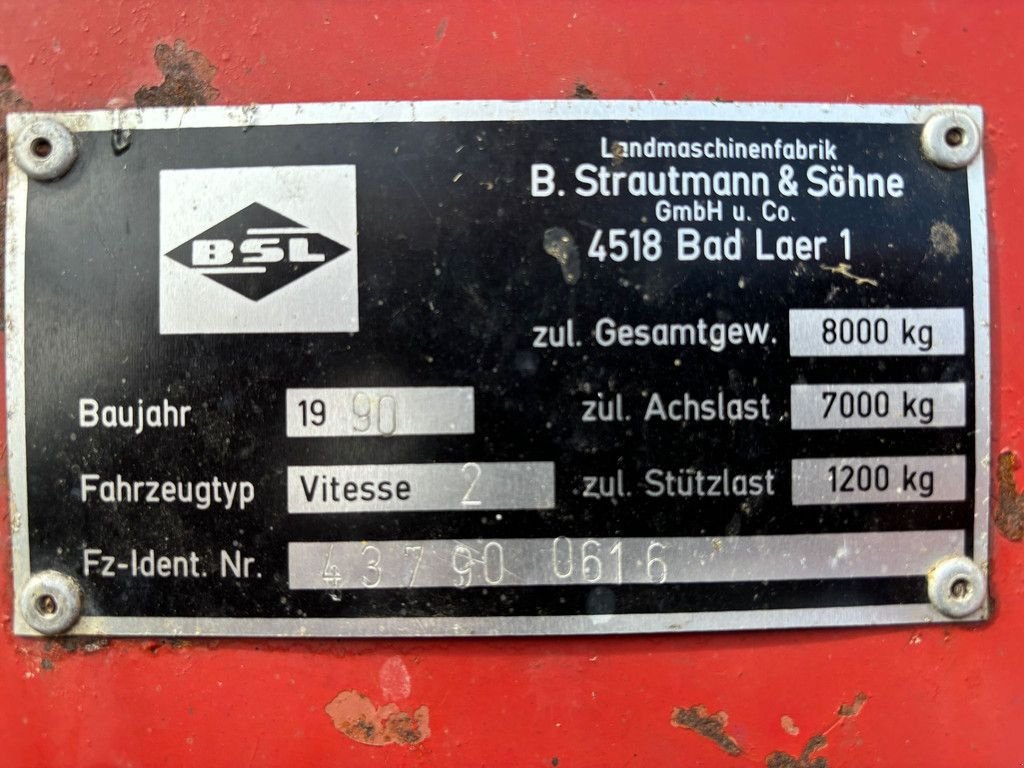 Landmaschinenfabrik
B. Strautmann & Söhne
GmbH u. Co.
4518 Bad Laer 1
BSL
zul. Gesamtgew. 8000 kg
Baujahr 19 90
zul. Achslast 7000 kg
Fahrzeugtyp Vitesse 2
zul. Stützlast 1200 kg
Fz-Ident. Nr. 43790 0616